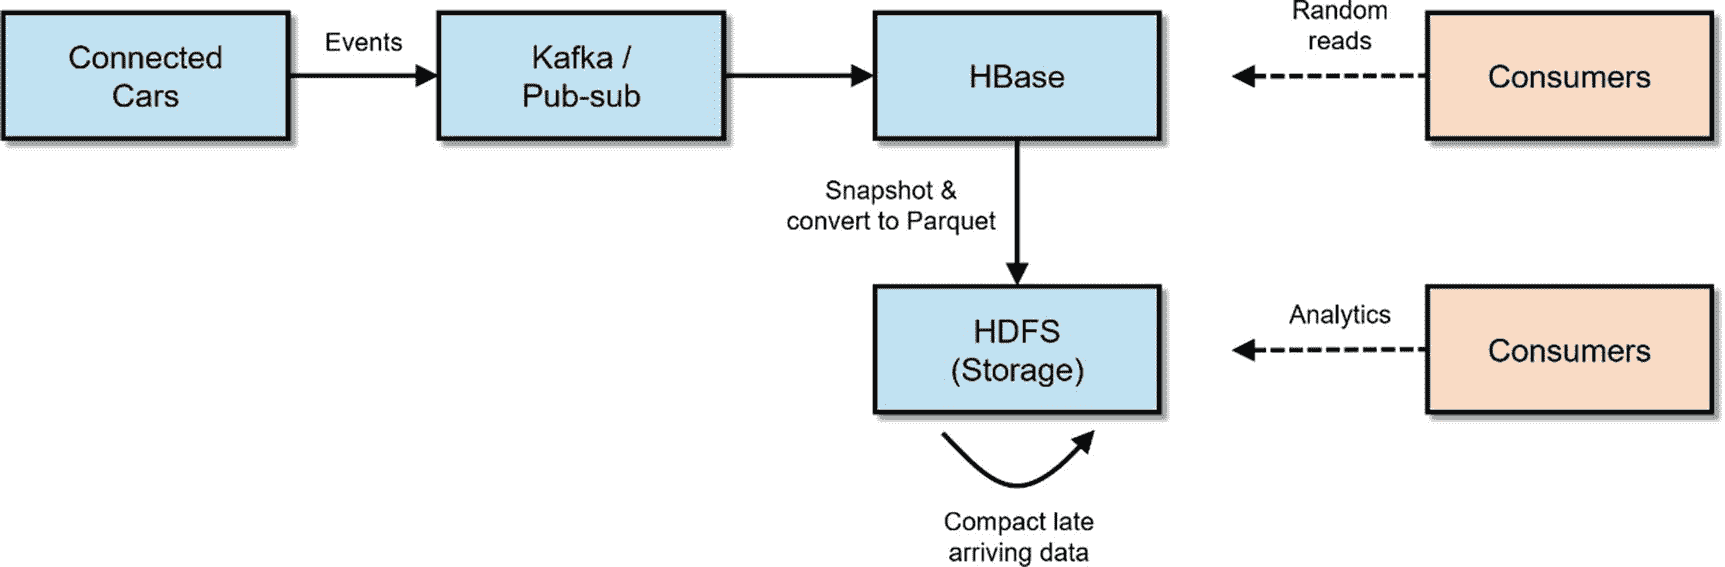 Connected
Cars
Events
Kafka /
Pub-sub
HBase
Random
reads
Consumers
Snapshot &
convert to Parquet
HDFS
(Storage)
Analytics
Consumers
Compact late
arriving data